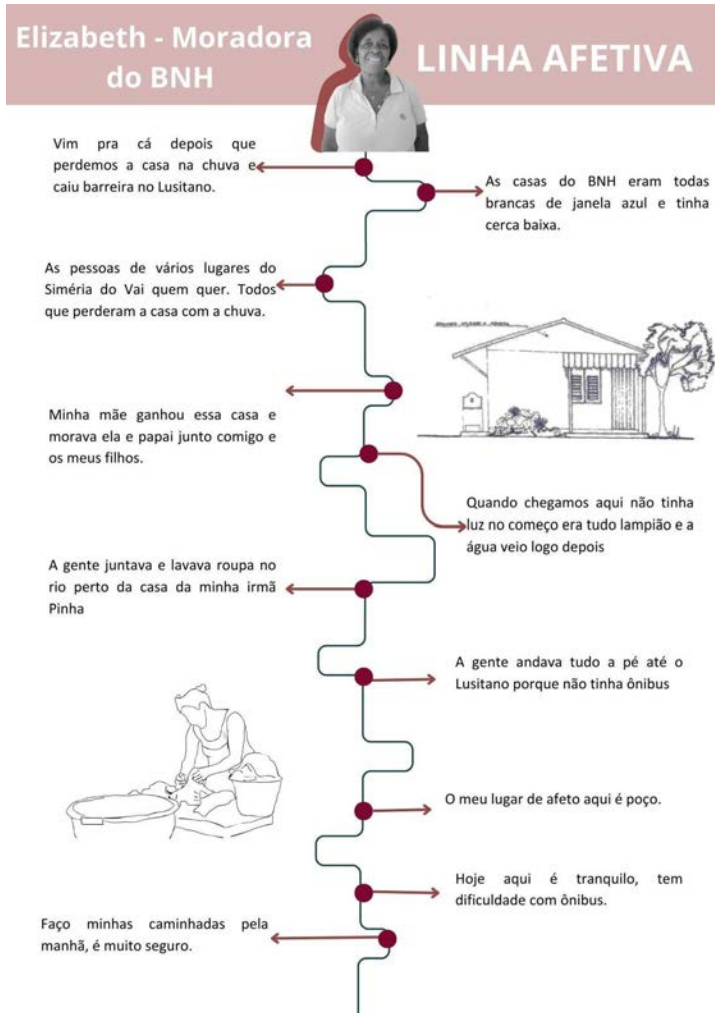 Elizabeth - Moradora
do BNH
LINHA AFETIVA
Vim pra cá depois que
perdemos a casa na chuva e
caiu barreira no Lusitano.
As casas do BNH eram todas
brancas de janela azul e tinha
cerca baixa.
As pessoas de vários lugares do
Siméria do Vai quem quer. Todos
que perderam a casa com a chuva.
Minha mãe ganhou essa casa e
morava ela e papai junto comigo e
os meus filhos.
Quando chegamos aqui não tinha
luz no começo era tudo lampião e a
água veio logo depois
A gente juntava e lavava roupa no
rio perto da casa da minha irmã
Pinha
A gente andava tudo a pé até o
Lusitano porque não tinha ônibus
O meu lugar de afeto aqui é poço.
Hoje aqui é tranquilo, tem
dificuldade com ônibus.
Faço minhas caminhadas pela
manhã, é muito seguro.